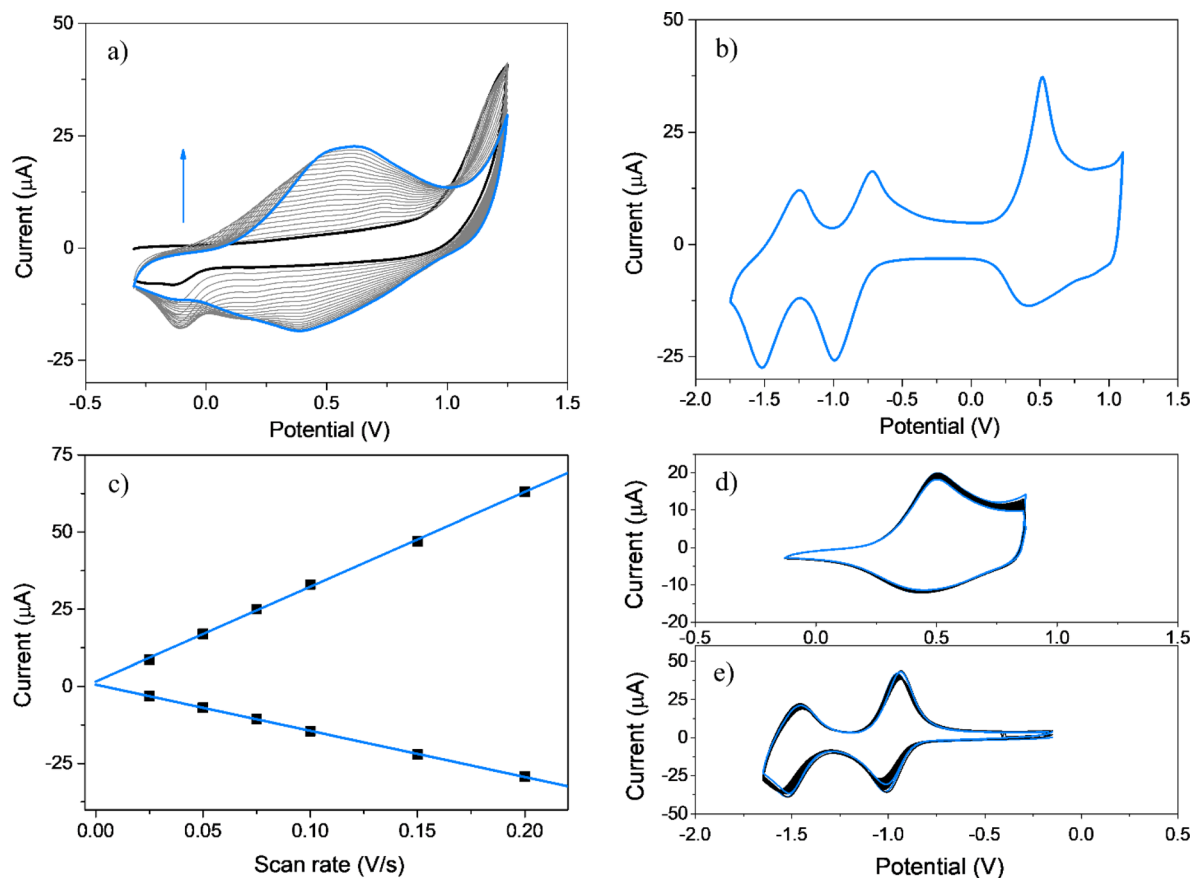 a)
50
25
0
-25
Current (μA)
-0.5 0.0 0.5 1.0 1.5
Potential (V)
b)
50
25
0
-25
Current (μA)
-2.0 -1.5 -1.0 -0.5 0.0 0.5 1.0 1.5
Potential (V)
c)
75
50
25
0
-25
Current (μA)
0.00 0.05 0.10 0.15 0.20
Scan rate (V/s)
d)
20
10
0
-10
-20
Current (μA)
-0.5 0.0 0.5 1.0 1.5
e)
50
25
0
-25
-50
Current (μA)
-2.0 -1.5 -1.0 -0.5 0.0 0.5
Potential (V)